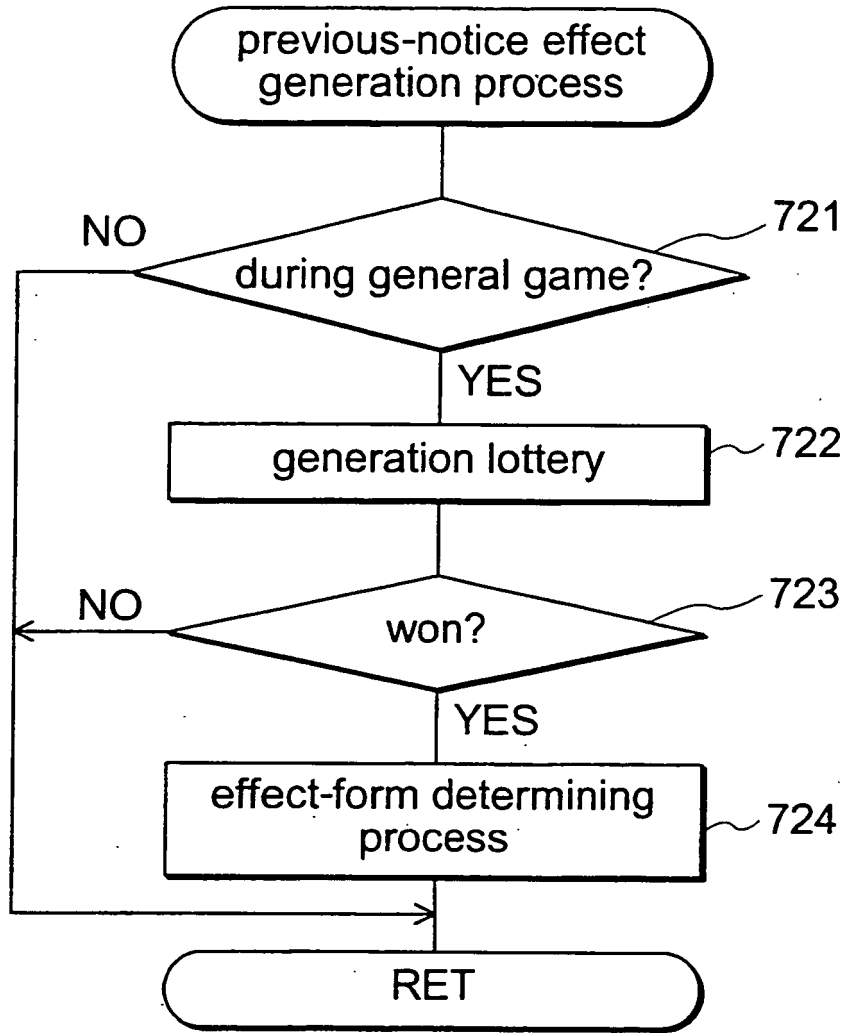 previous-notice effect
generation process
721
NO
during general game?
YES
722
generation lottery
723
NO
won?
YES
effect-form determining
process
724
RET